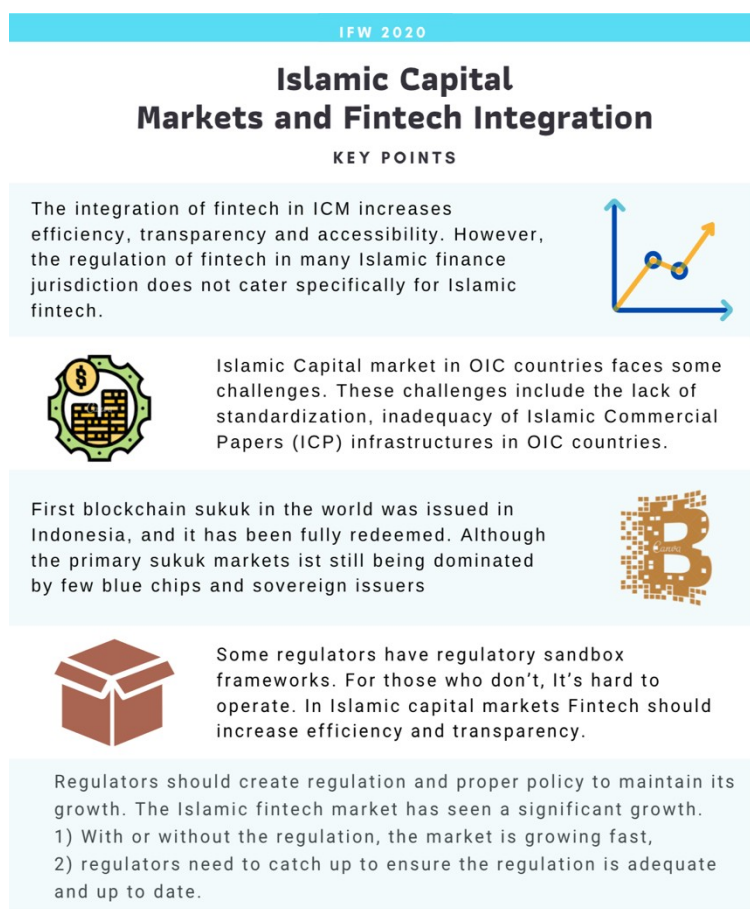 IFW 2020
Islamic Capital
Markets and Fintech Integration
KEY POINTS
The integration of fintech in ICM increases
efficiency, transparency and accessibility. However,
the regulation of fintech in many Islamic finance
jurisdiction does not cater specifically for Islamic
fintech.
$
Islamic Capital market in OIC countries faces some
challenges. These challenges include the lack of
standardization, inadequacy of Islamic Commercial
Papers (ICP) infrastructures in OIC countries.
First blockchain sukuk in the world was issued in
Indonesia, and it has been fully redeemed. Although
the primary sukuk markets ist still being dominated
by few blue chips and sovereign issuers
Canva
Some regulators have regulatory sandbox
frameworks. For those who don't, It's hard to
operate. In Islamic capital markets Fintech should
increase efficiency and transparency.
Regulators should create regulation and proper policy to maintain its
growth. The Islamic fintech market has seen a significant growth.
1) With or without the regulation, the market is growing fast,
2) regulators need to catch up to ensure the regulation is adequate
and up to date.